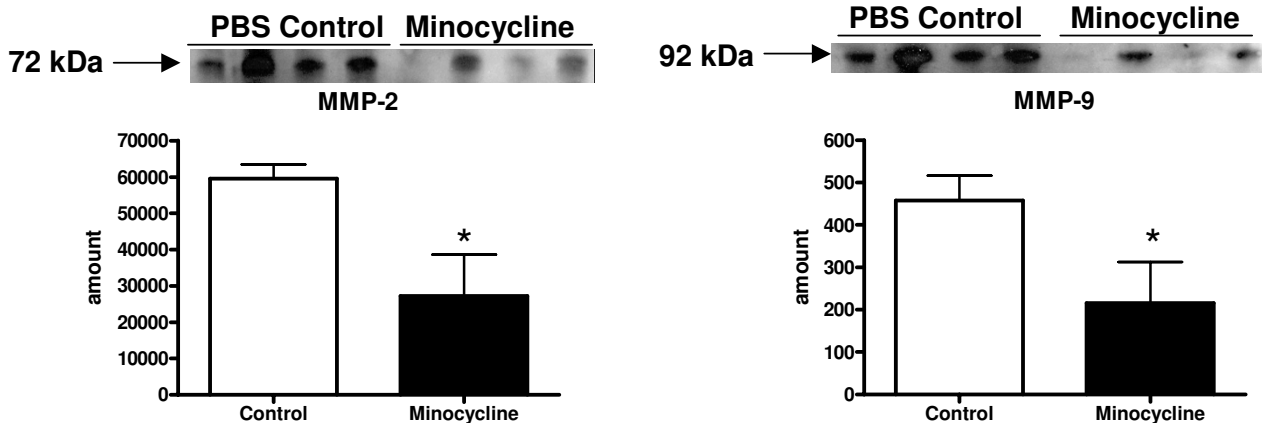 PBS Control Minocycline
72 kDa
MMP-2
70000
60000
50000
40000
30000
20000
10000
0
amount
*
Control Minocycline
PBS Control Minocycline
92 kDa
MMP-9
600
500
400
300
200
100
0
amount
*
Control Minocycline